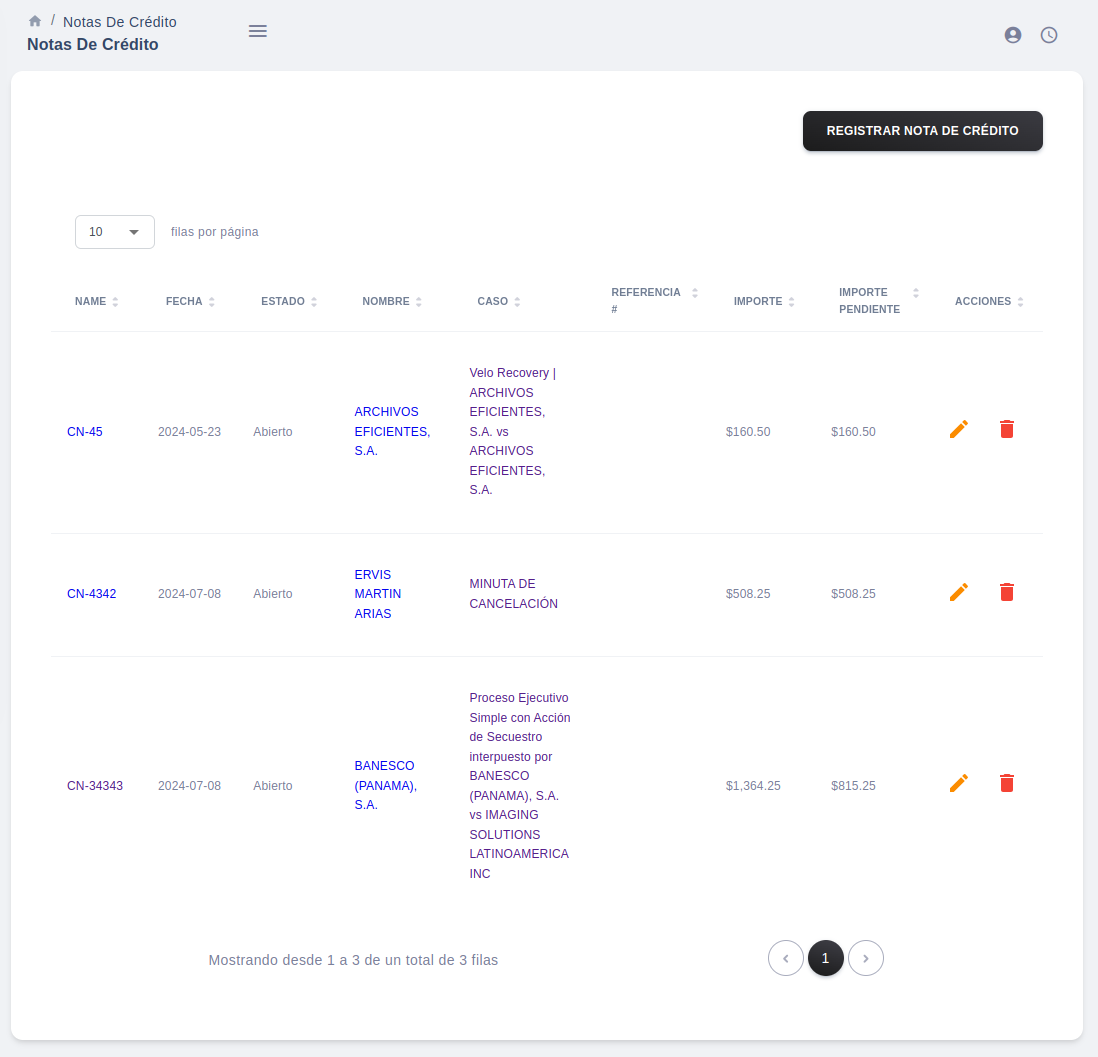 / Notas De Crédito
Notas De Crédito
REGISTRAR NOTA DE CRÉDITO
10 filas por página
NAME FECHA ESTADO NOMBRE CASO REFERENCIA # IMPORTE IMPORTE PENDIENTE ACCIONES
CN-45
2024-05-23
Abierto
ARCHIVOS
EFICIENTES,
S.A.
Velo Recovery |
ARCHIVOS
EFICIENTES,
S.A. vs
ARCHIVOS
EFICIENTES,
S.A.
$160.50
$160.50
CN-4342
2024-07-08
Abierto
ERVIS
MARTIN
ARIAS
MINUTA DE
CANCELACIÓN
$508.25
$508.25
CN-34343
2024-07-08
Abierto
BANESCO
(PANAMA),
S.A.
Proceso Ejecutivo
Simple con Acción
de Secuestro
interpuesto por
BANESCO
(PANAMA), S.A.
vs IMAGING
SOLUTIONS
LATINOAMERICA
INC
$1,364.25
$815.25
Mostrando desde 1 a 3 de un total de 3 filas
‹ 1 ›